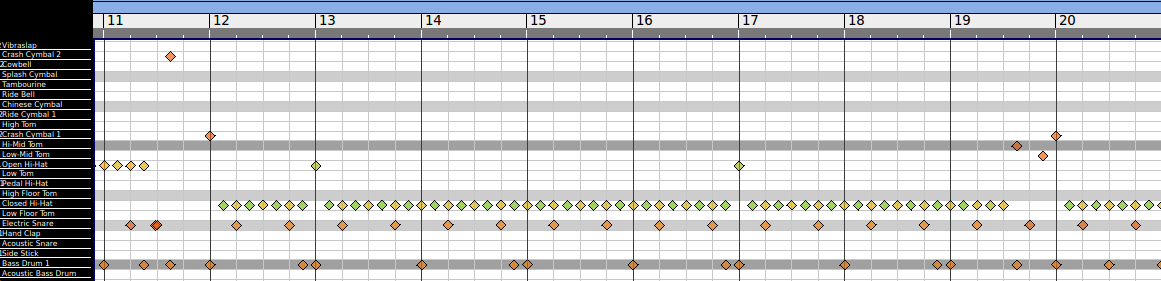 11 12 13 14 15 16 17 18 19 20
Vibraslap
Crash Cymbal 2
Cowbell
Splash Cymbal
Tambourine
Ride Bell
Chinese Cymbal
Ride Cymbal 1
High Tom
Crash Cymbal 1
Hi-Mid Tom
Low-Mid Tom
Open Hi-Hat
Low Tom
Pedal Hi-Hat
High Floor Tom
Closed Hi-Hat
Low Floor Tom
Electric Snare
Hand Clap
Acoustic Snare
Side Stick
Bass Drum 1
Acoustic Bass Drum